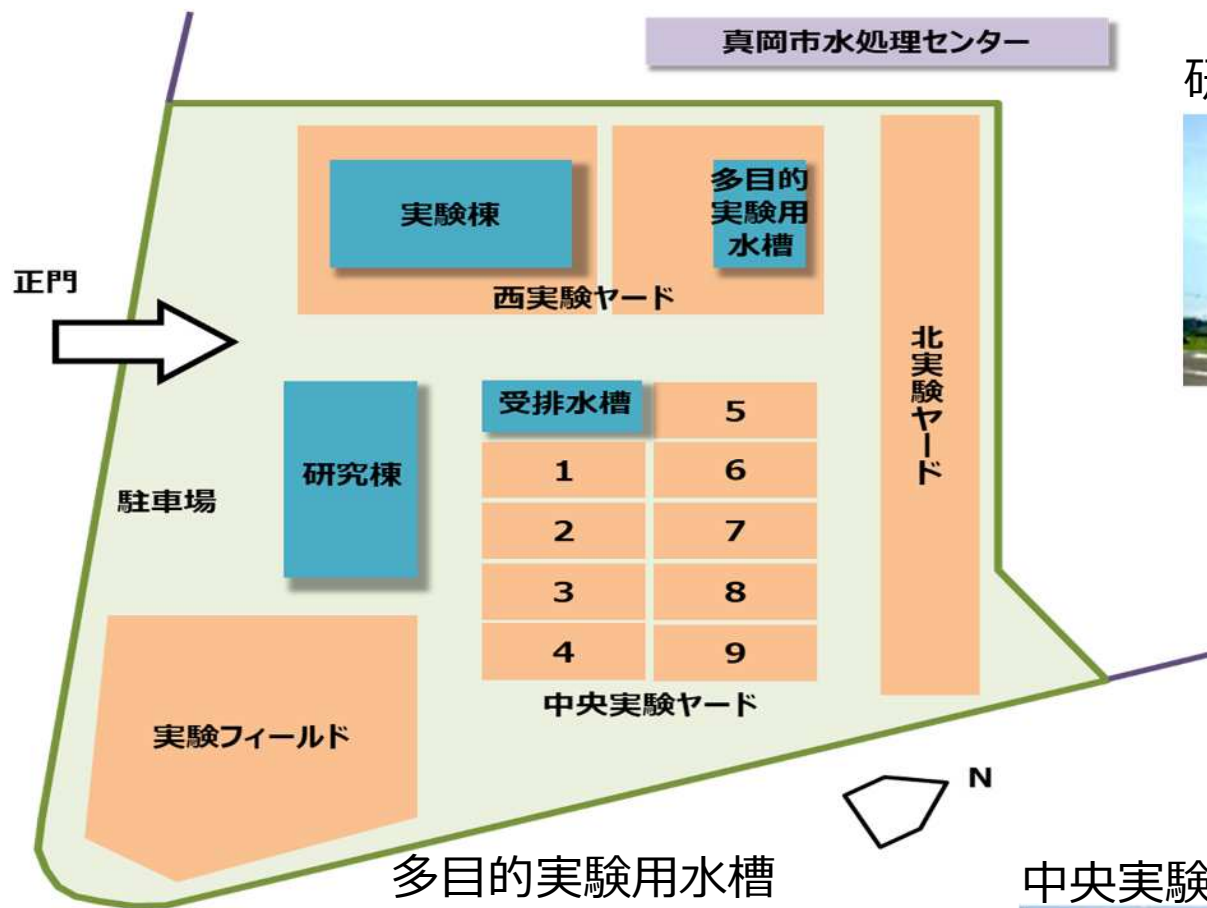 真岡市水処理センター
実験棟
多目的
実験用
水槽
正門
西実験ヤード
北実験ヤード
受排水槽
5
研究棟
1
6
駐車場
2
7
3
8
4
9
中央実験ヤード
実験フィールド
N
多目的実験用水槽
中央実験